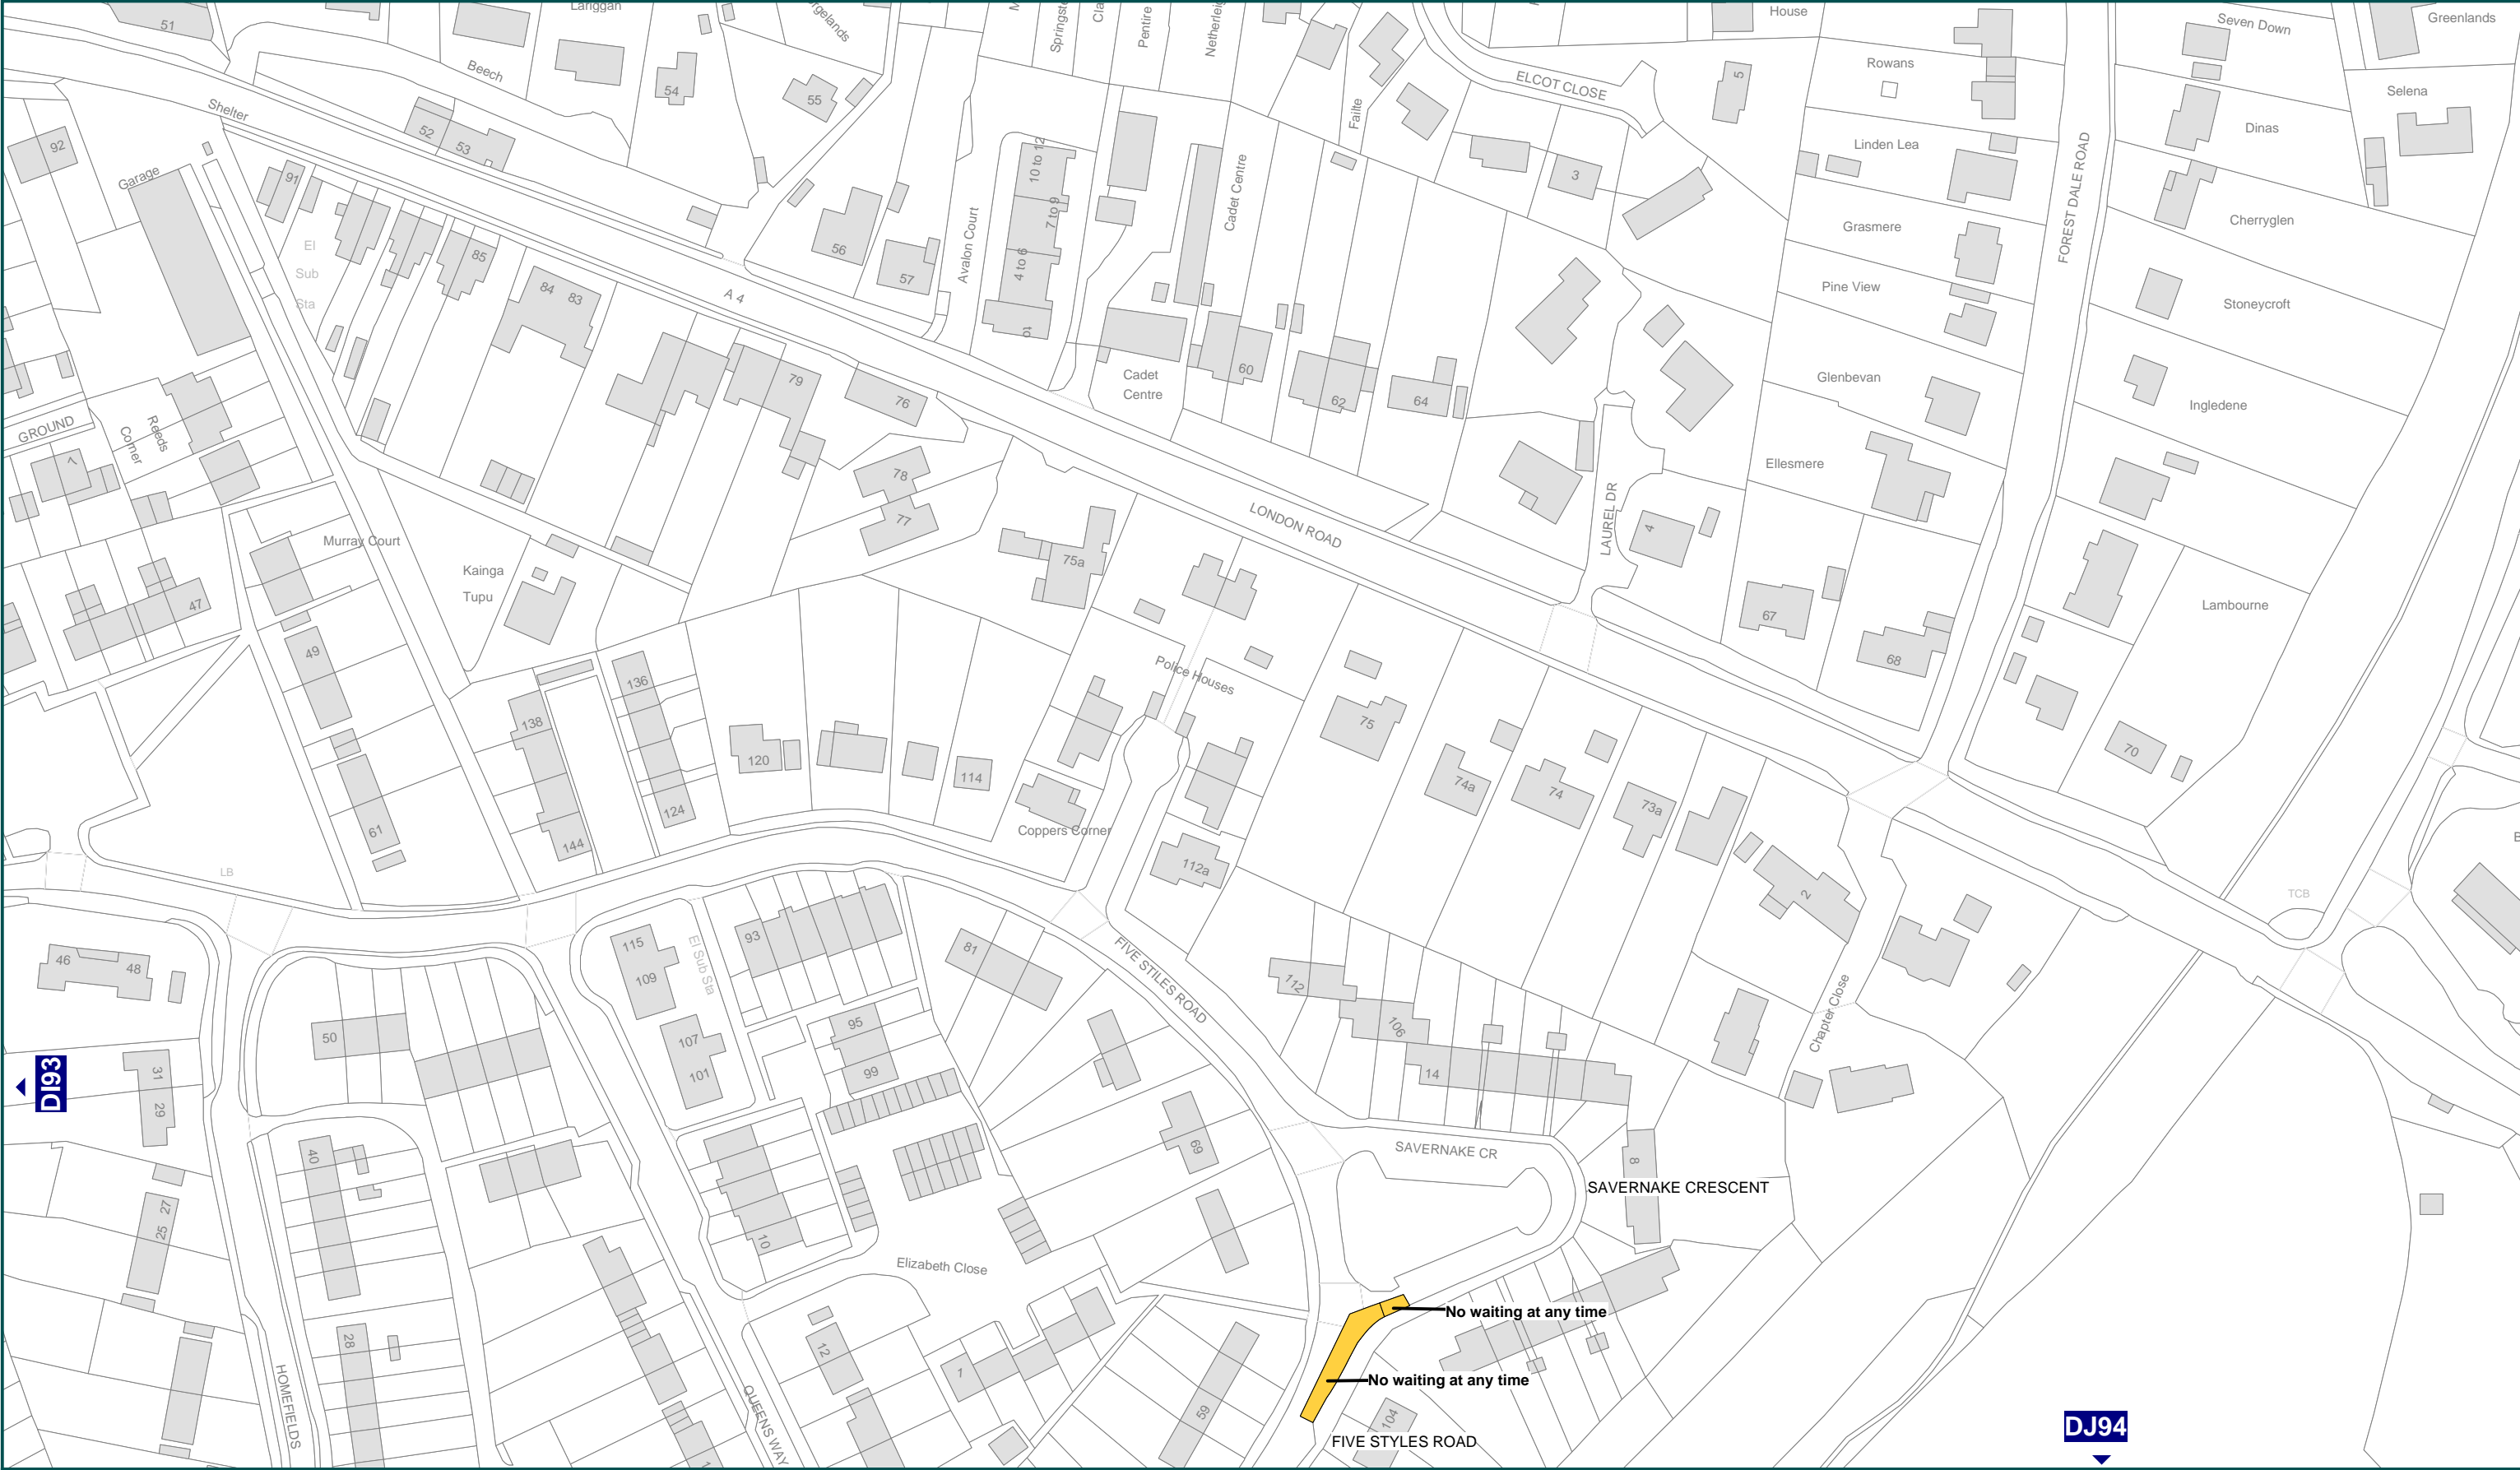 51
Lariggan
Beech
52
53
54
55
Shelter
92
Garage
91
El
Sub
Sta
85
84
83
56
57
Avalon Court
10 to 12
7 to 9
4 to 6
Pentire
Cadet Centre
Cadet
Centre
60
62
64
Failte
ELCOT CLOSE
3
5
House
Rowans
Linden Lea
Grasmere
Pine View
Glenbevan
Ellesmere
FOREST DALE ROAD
Seven Down
Greenlands
Selena
Dinas
Cherryglen
Stoneycroft
Ingledene
Lambourne
A 4
79
76
78
77
75a
LONDON ROAD
LAUREL DR
4
67
68
70
GROUND
Reeds
Corner
7
Murray Court
Kainga
Tupu
47
49
61
138
144
136
124
120
114
Coppers Corner
Police Houses
112a
75
74a
74
73a
2
TCB
LB
46
48
50
115
109
El Sub Sta
107
101
93
95
99
81
FIVE STILES ROAD
112
106
14
Chapter Close
DI93
31
29
27
25
40
28
HOMEFIELDS
QUEENS WAY
10
12
1
Elizabeth Close
69
59
SAVERNAKE CR
8
SAVERNAKE CRESCENT
No waiting at any time
No waiting at any time
104
FIVE STYLES ROAD
DJ94